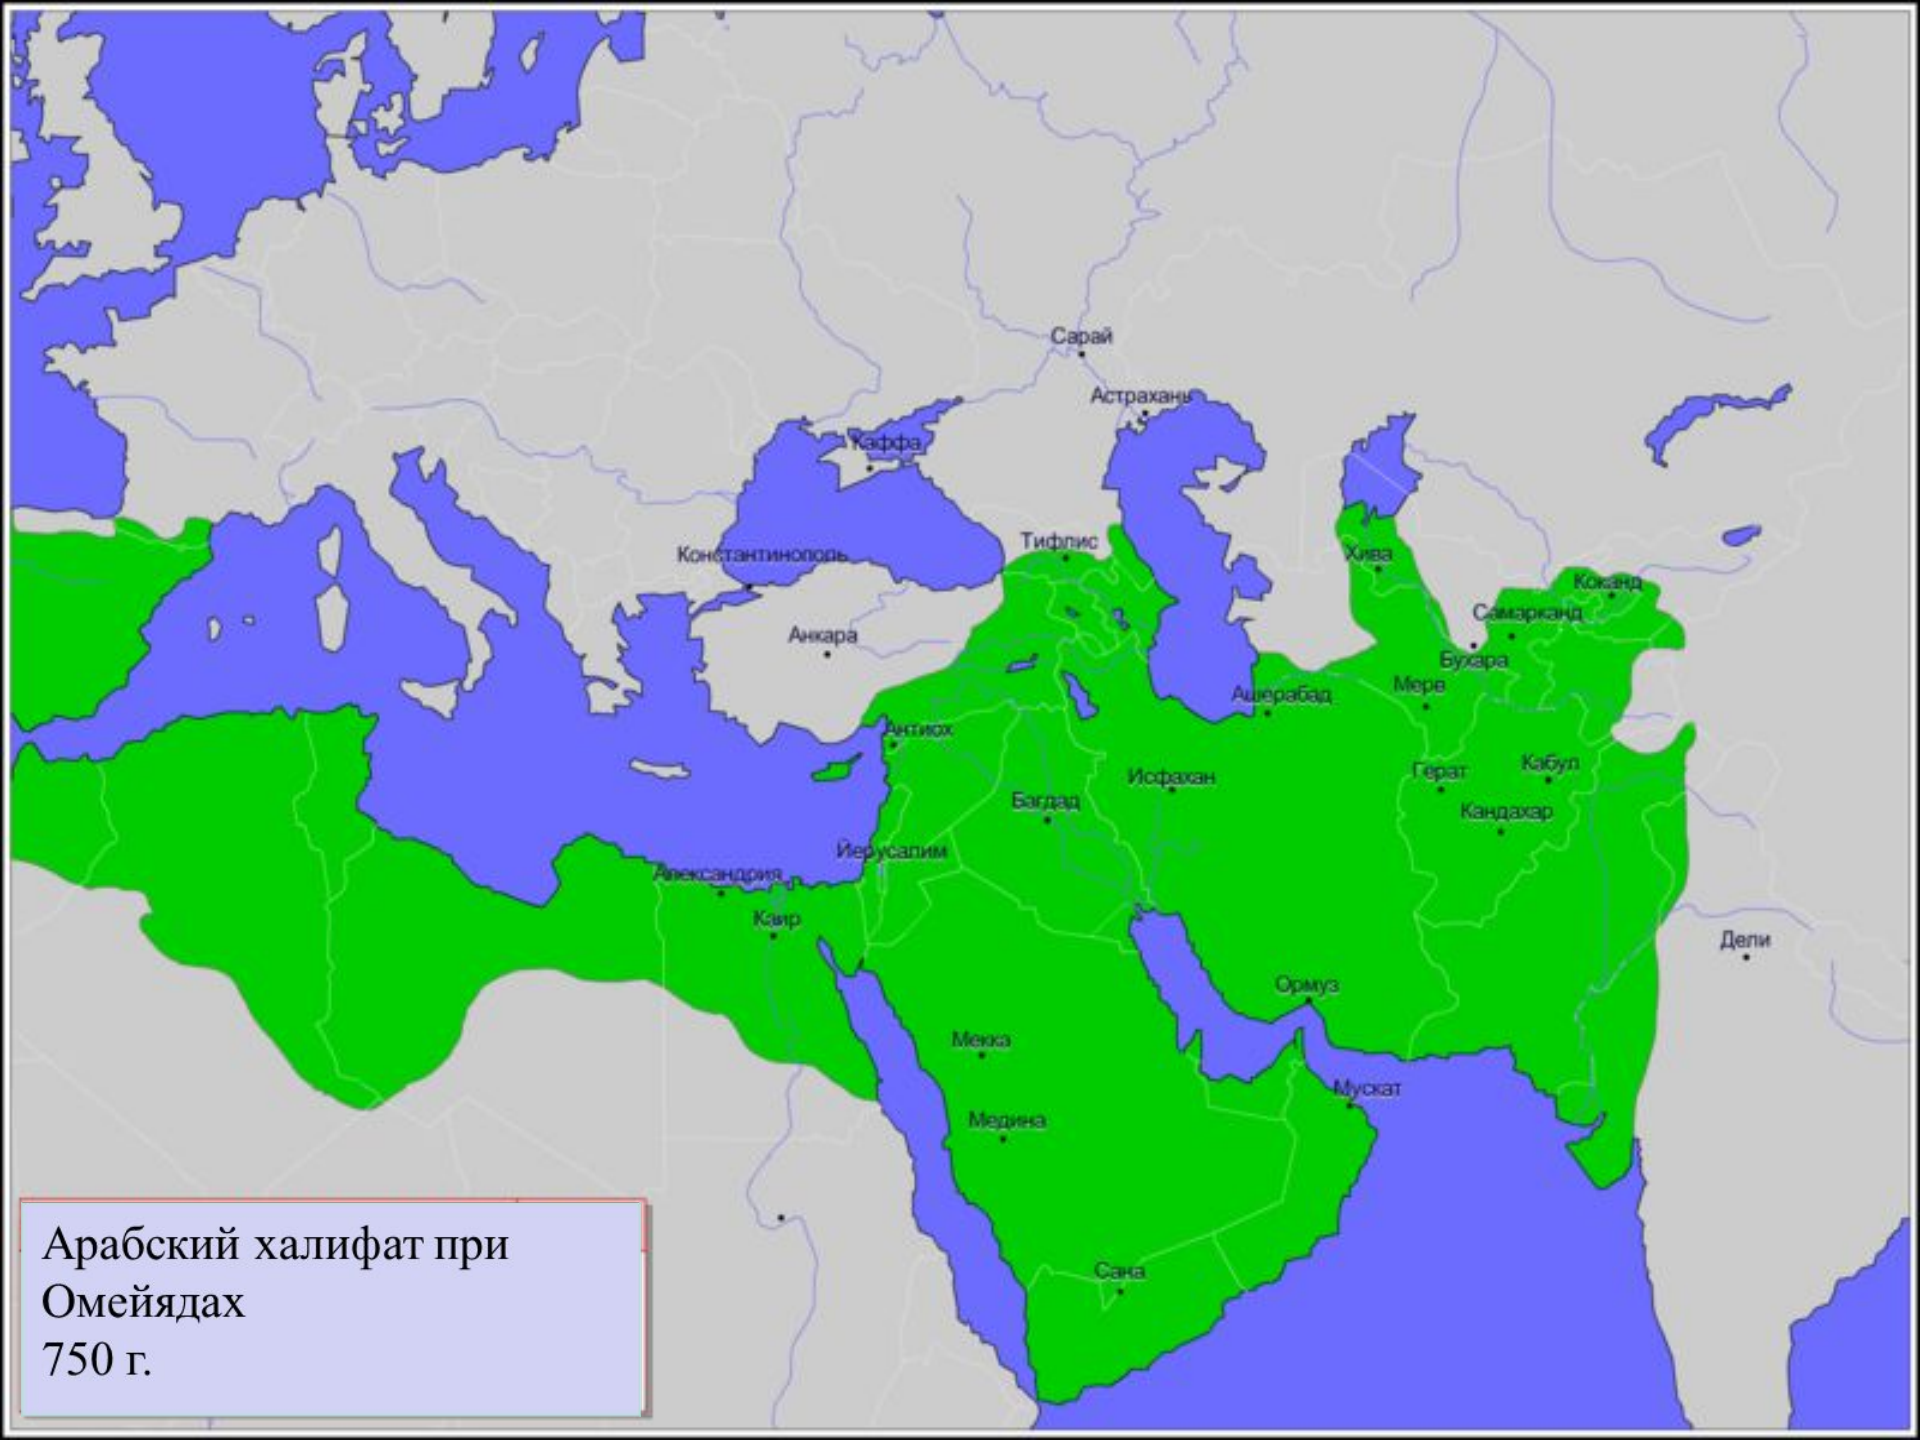 Сарай
Астрахань
Каффа
Тифлис
Константинополь
Хива
Коканд
Самарканд
Анкара
Бухара
Мерв
Ашерабад
Антиох
Исфахан
Герат
Кабул
Багдад
Кандахар
Иерусалим
Александрия
Каир
Дели
Ормуз
Мекка
Мускат
Медина
Сана
Арабский халифат при
Омейядах
750 г.